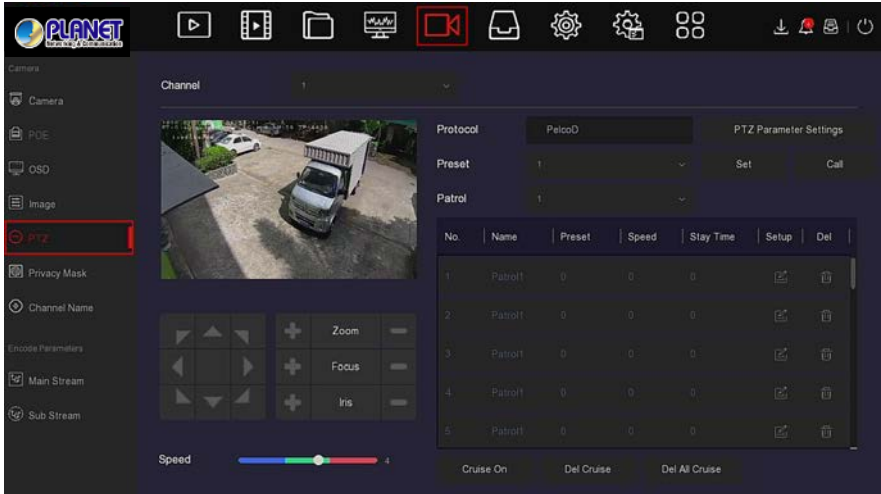 PLANET
Networking & Communication
Camera
Camera
POE
OSD
Image
PTZ
Privacy Mask
Channel Name
Encode Parameters
Main Stream
Sub Stream
Channel 1
Protocol PelcoD PTZ Parameter Settings
Preset 1 Set Call
Patrol 1
No. Name Preset Speed Stay Time Setup Del
1 Patrol1 0 0 0
2 Patrol1 0 0 0
3 Patrol1 0 0 0
4 Patrol1 0 0 0
5 Patrol1 0 0 0
Zoom
Focus
Iris
Speed 4
Cruise On Del Cruise Del All Cruise